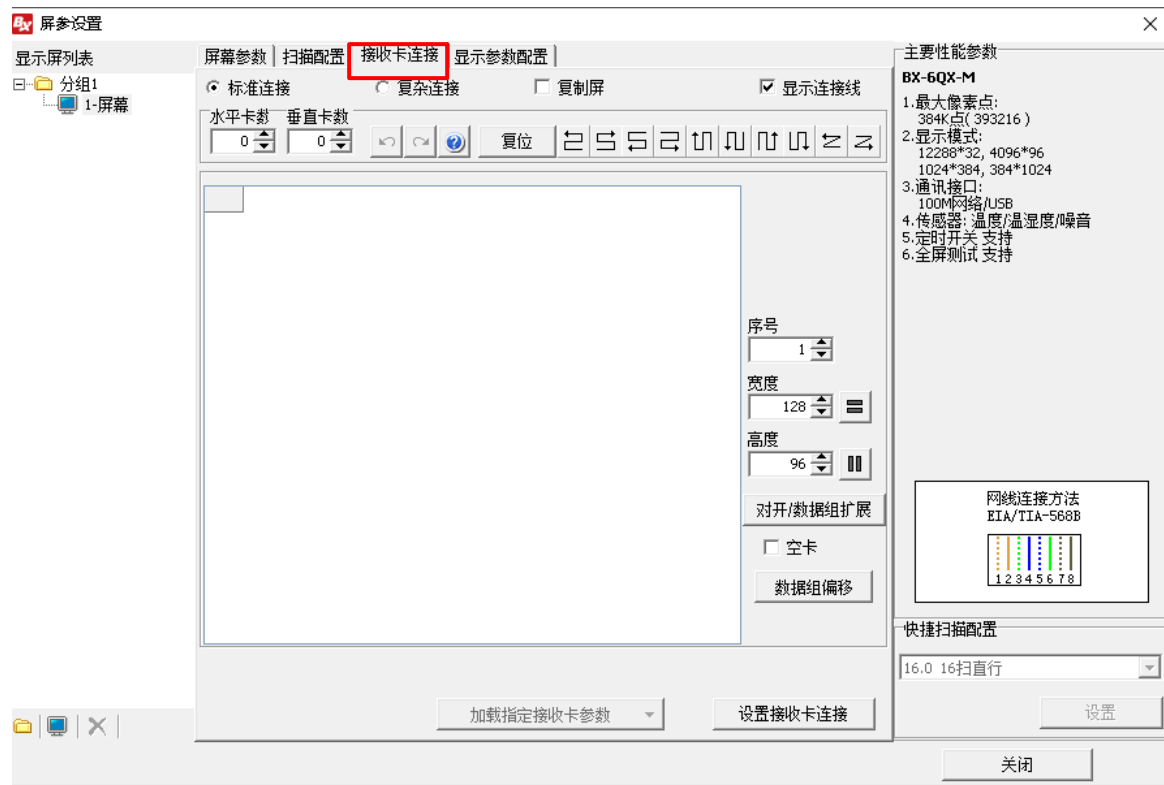 BX 屏参设置
显示屏列表
分组1
1-屏幕
屏幕参数 扫描配置 接收卡连接 显示参数配置
标准连接 复杂连接 复制屏 显示连接线
水平卡数 垂直卡数
0 0 复位
序号
1
宽度
128
高度
96
对开/数据组扩展
空卡
数据组偏移
加载指定接收卡参数 设置接收卡连接
主要性能参数
BX-6QX-M
1.最大像素点:
384K点( 393216 )
2.显示模式:
12288*32, 4096*96
1024*384, 384*1024
3.通讯接口:
100M网络/USB
4.传感器: 温度/温湿度/噪音
5.定时开关 支持
6.全屏测试 支持
网线连接方法
EIA/TIA-568B
1 2 3 4 5 6 7 8
快捷扫描配置
16.0 16扫直行
设置
关闭